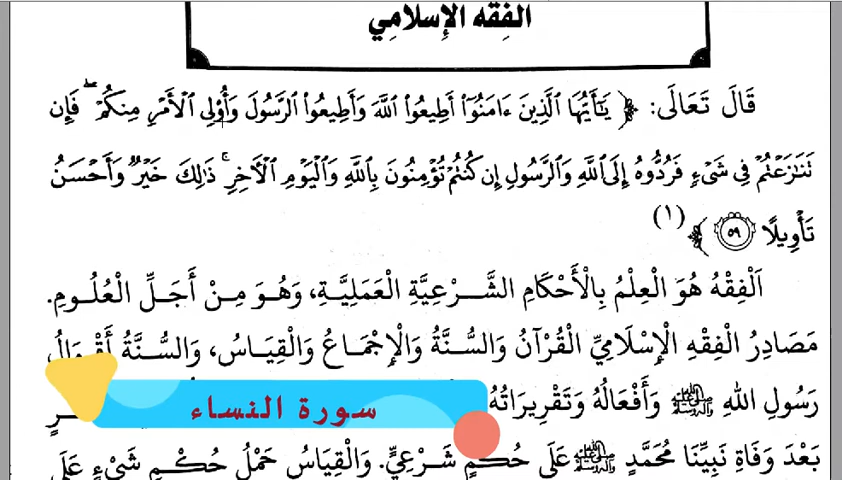 الفِقه الإِسلامِي
قَالَ تَعَالَى: ﴿ يَٰٓأَيُّهَا ٱلَّذِينَ ءَامَنُوٓاْ أَطِيعُواْ ٱللَّهَ وَأَطِيعُواْ ٱلرَّسُولَ وَأُوْلِى ٱلۡأَمۡرِ مِنكُمۡۖ فَإِن
تَنَٰزَعۡتُمۡ فِى شَىۡءٍ فَرُدُّوهُ إِلَى ٱللَّهِ وَٱلرَّسُولِ إِن كُنتُمۡ تُؤۡمِنُونَ بِٱللَّهِ وَٱلۡيَوۡمِ ٱلۡأٓخِرِۚ ذَٰلِكَ خَيۡرٞ وَأَحۡسَنُ
تَأۡوِيلًا ٥٩ ﴾ (١)
اَلْفِقْهُ هُوَ الْعِلْمُ بِالْأَحْكَامِ الشَّرْعِيَّةِ الْعَمَلِيَّةِ، وَهُوَ مِنْ أَجَلِّ الْعُلُومِ.
مَصَادِرُ الْفِقْهِ الْإِسْلَامِيِّ الْقُرْآنُ وَالسُّنَّةُ وَالْإِجْمَاعُ وَالْقِيَاسُ، وَالسُّنَّةُ أَقْوَالُ
رَسُولِ اللهِ ﷺ وَأَفْعَالُهُ وَتَقْرِيرَاتُهُ
سورة النساء
بَعْدَ وَفَاةِ نَبِيِّنَا مُحَمَّدٍ ﷺ عَلَى حُكْمٍ شَرْعِيٍّ. وَالْقِيَاسُ حَمْلُ حُكْمِ شَيْءٍ عَلَى